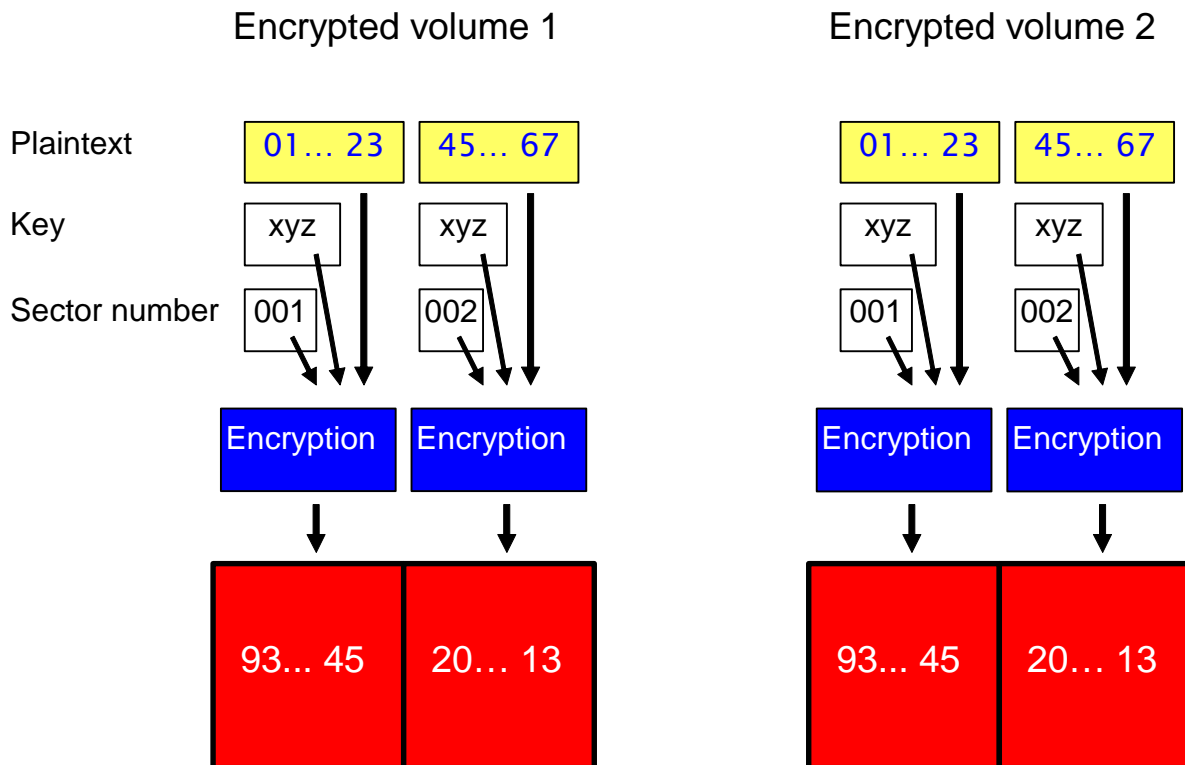 Encrypted volume 1 Encrypted volume 2
Plaintext 01... 23 45... 67 01... 23 45... 67
Key xyz xyz xyz xyz
Sector number 001 002 001 002
Encryption Encryption Encryption Encryption
93... 45 20... 13 93... 45 20... 13